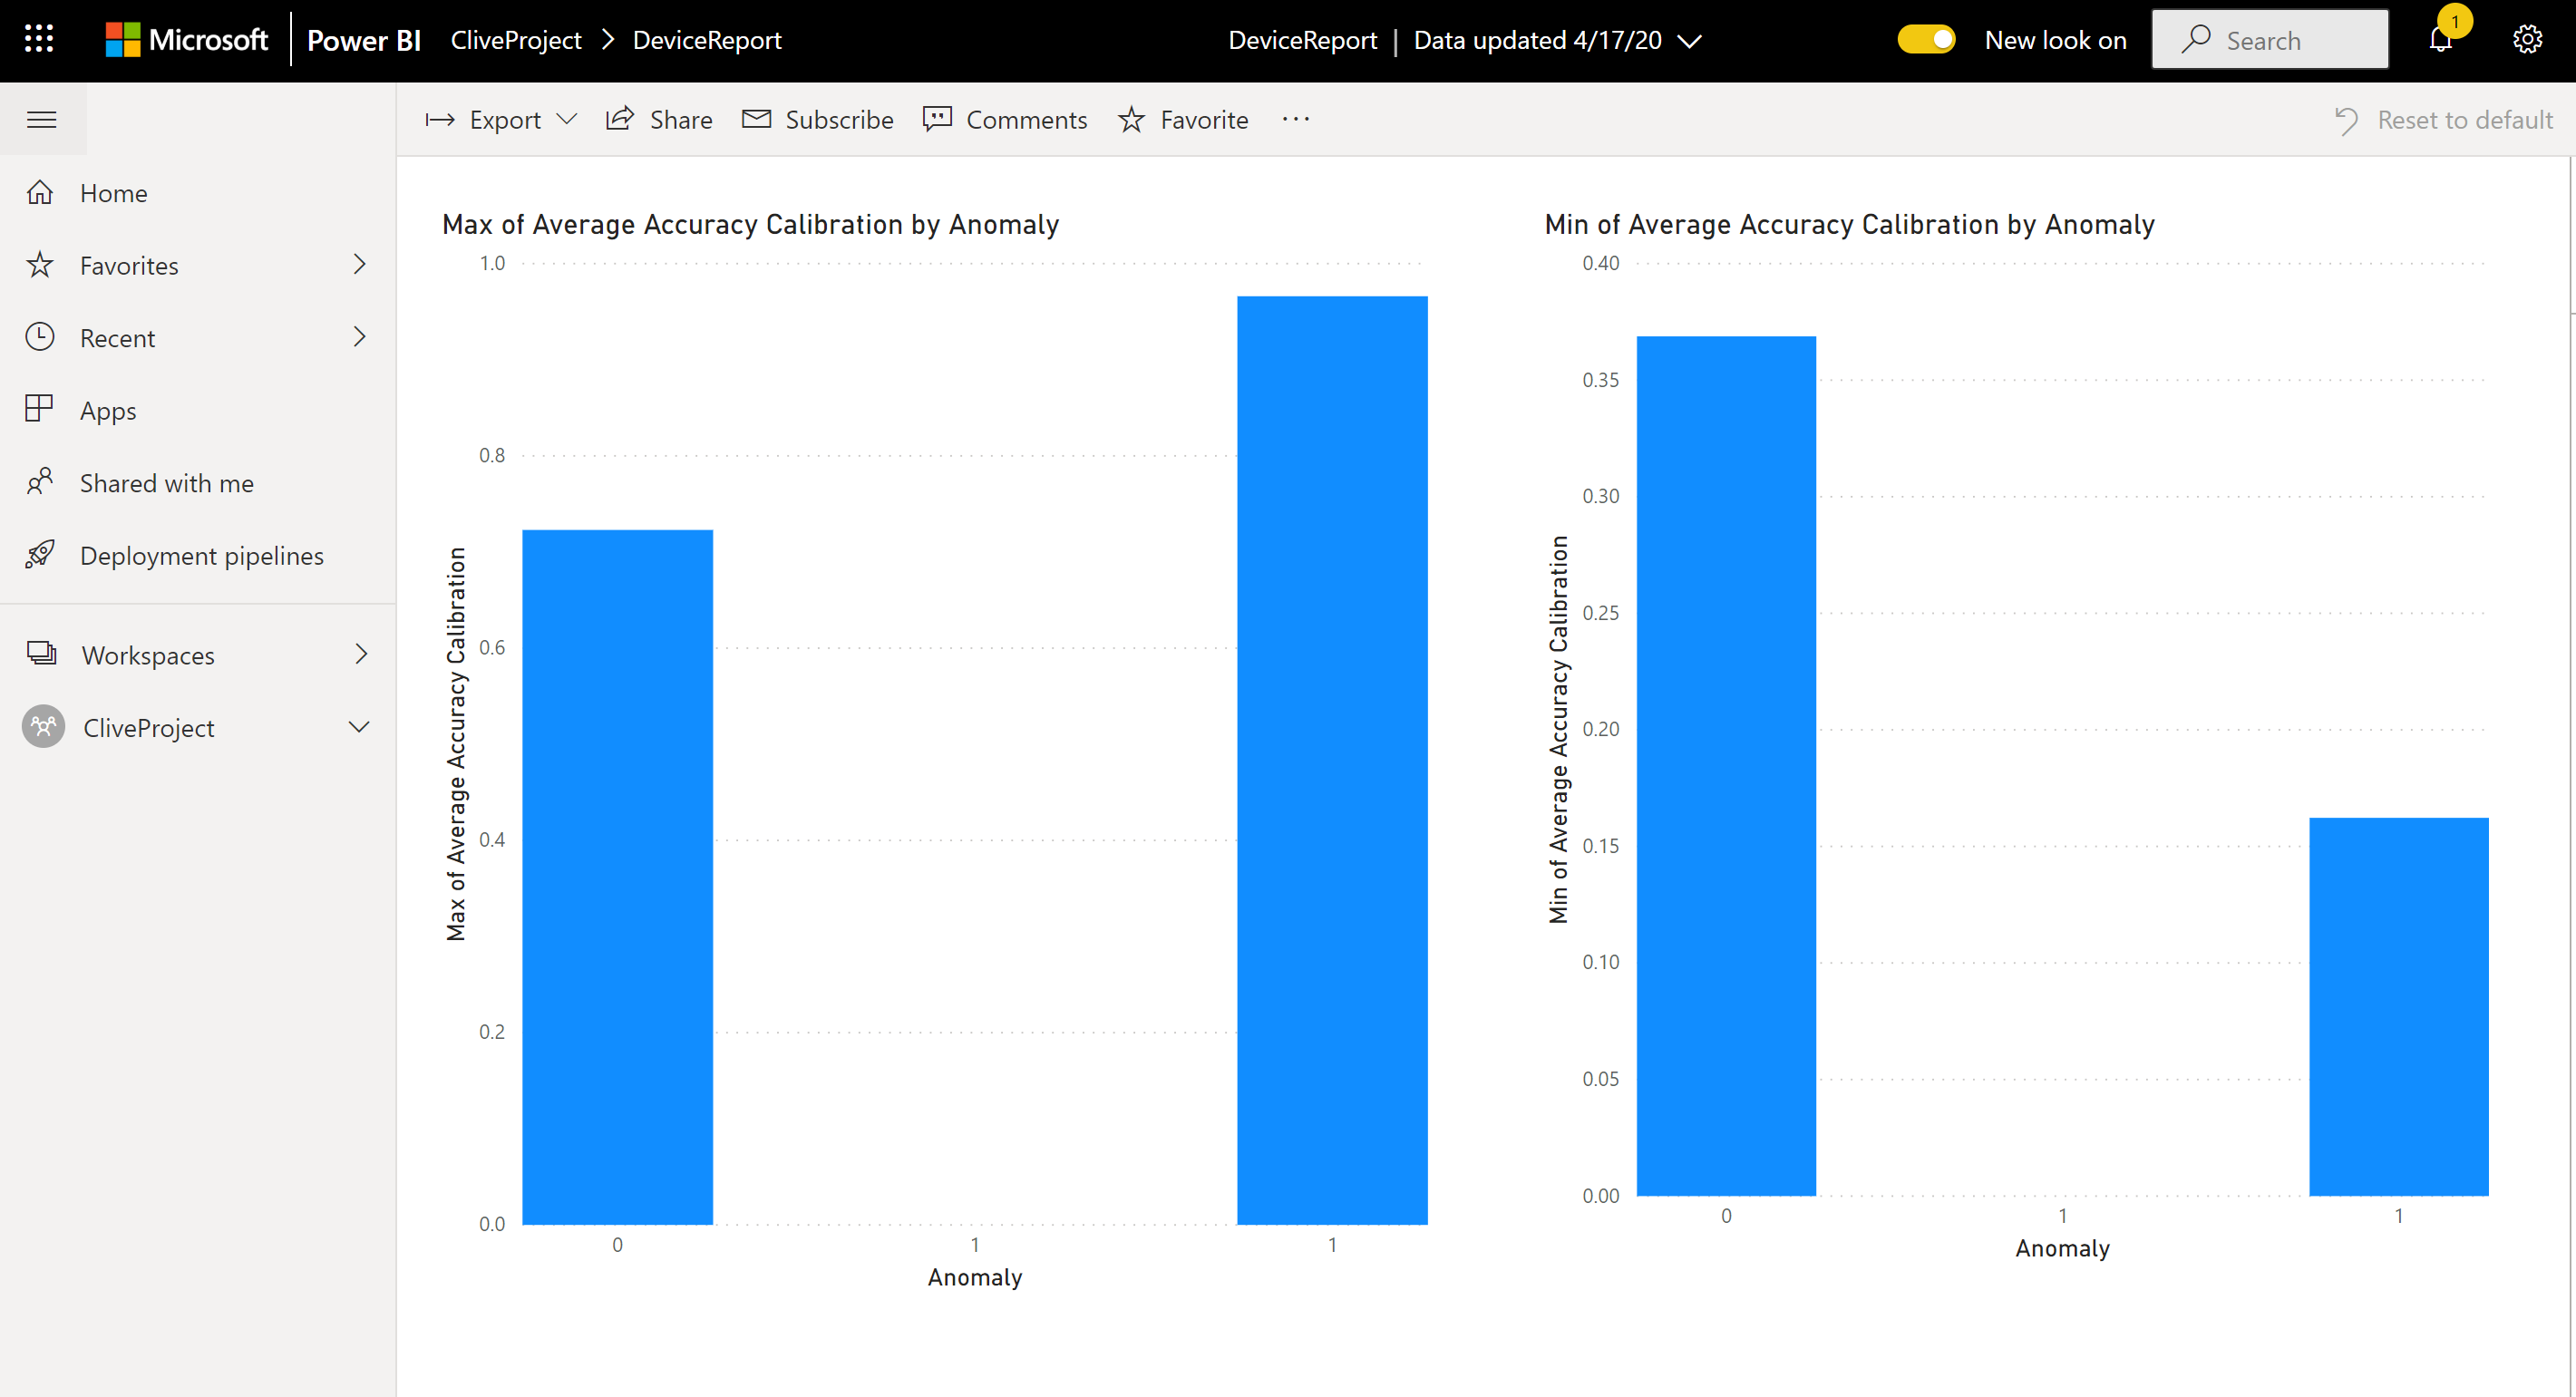 Microsoft Power BI CliveProject > DeviceReport DeviceReport | Data updated 4/17/20 New look on Search 1
Export Share Subscribe Comments Favorite ··· Reset to default
Home
Favorites
Recent
Apps
Shared with me
Deployment pipelines
Workspaces
CliveProject
Max of Average Accuracy Calibration by Anomaly
Max of Average Accuracy Calibration
1.0
0.8
0.6
0.4
0.2
0.0
0 1 1
Anomaly
Min of Average Accuracy Calibration by Anomaly
Min of Average Accuracy Calibration
0.40
0.35
0.30
0.25
0.20
0.15
0.10
0.05
0.00
0 1 1
Anomaly